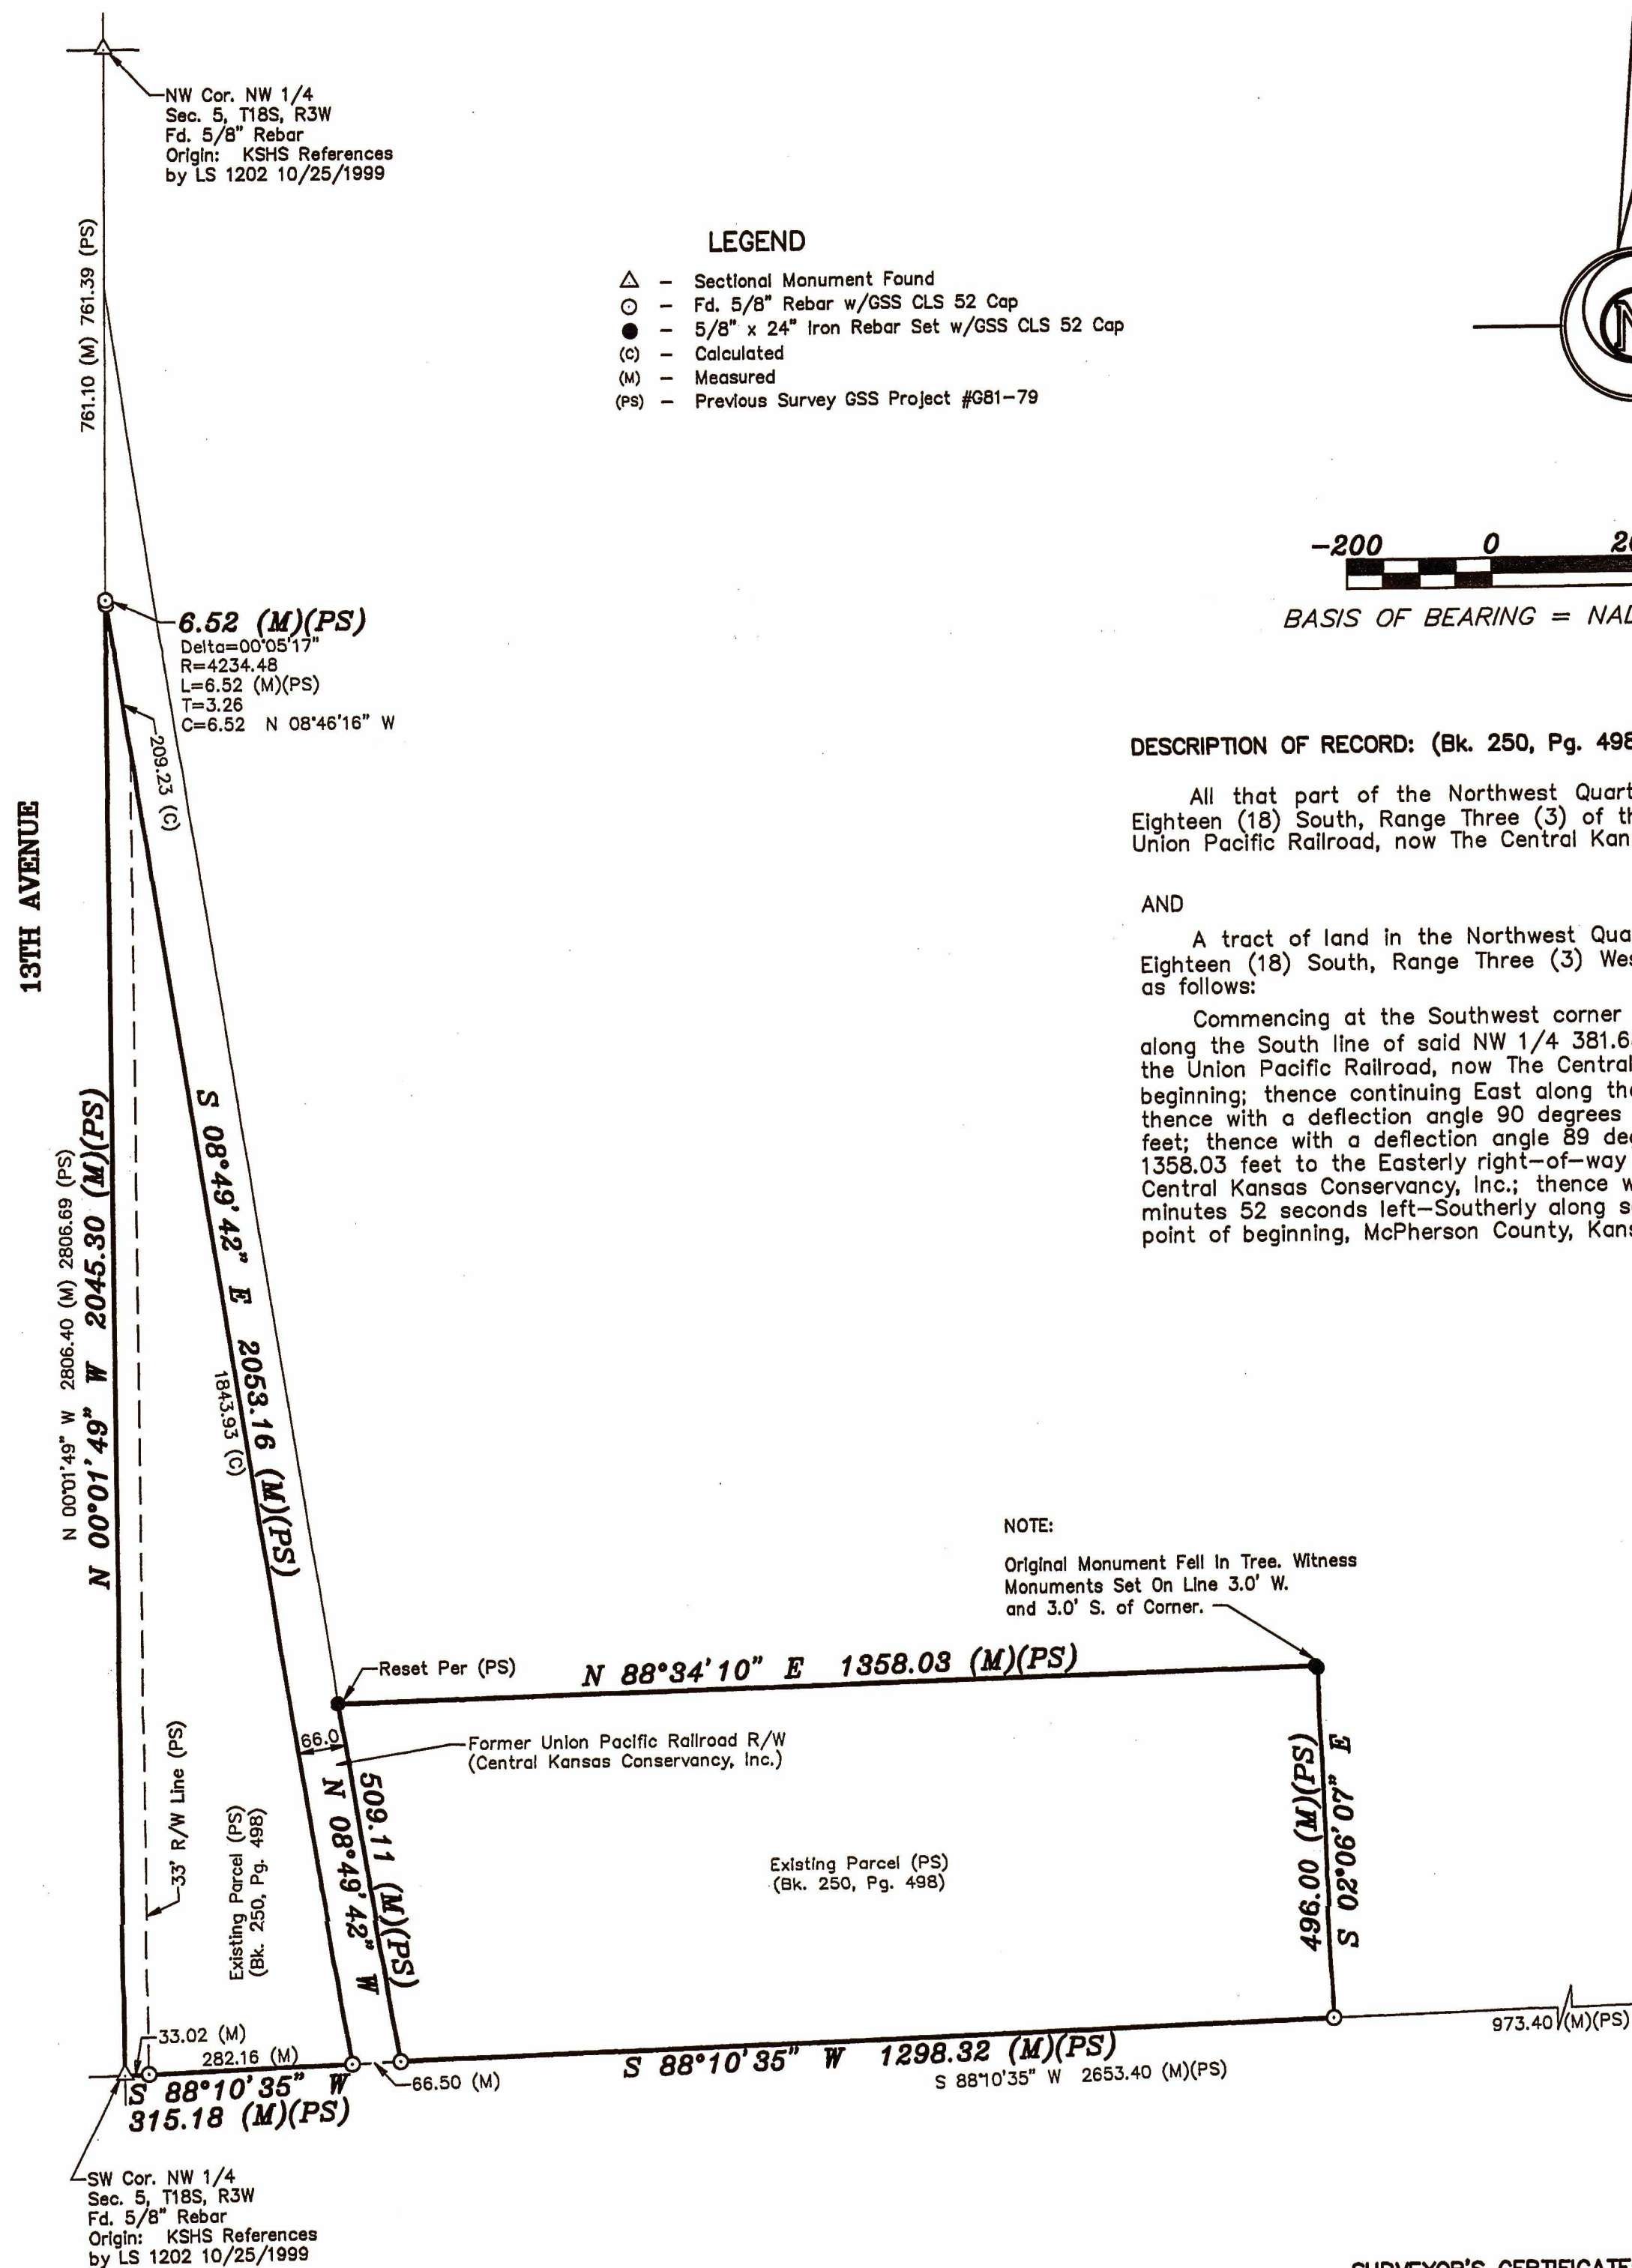 NW Cor. NW 1/4
Sec. 5, T18S, R3W
Fd. 5/8" Rebar
Origin: KSHS References
by LS 1202 10/25/1999
761.10 (M) 761.39 (PS)
LEGEND
△ – Sectional Monument Found
⊙ – Fd. 5/8" Rebar w/GSS CLS 52 Cap
● – 5/8" x 24" Iron Rebar Set w/GSS CLS 52 Cap
(C) – Calculated
(M) – Measured
(PS) – Previous Survey GSS Project #G81-79
N
-200 0
BASIS OF BEARING = NAD
6.52 (M)(PS)
Delta=00°05'17"
R=4234.48
L=6.52 (M)(PS)
T=3.26
C=6.52 N 08°46'16" W
209.23 (C)
13TH AVENUE
DESCRIPTION OF RECORD: (Bk. 250, Pg. 498
All that part of the Northwest Quart
Eighteen (18) South, Range Three (3) of th
Union Pacific Railroad, now The Central Kan
AND
A tract of land in the Northwest Qua
Eighteen (18) South, Range Three (3) Wes
as follows:
Commencing at the Southwest corner
along the South line of said NW 1/4 381.6
the Union Pacific Railroad, now The Central
beginning; thence continuing East along the
thence with a deflection angle 90 degrees
feet; thence with a deflection angle 89 de
1358.03 feet to the Easterly right-of-way
Central Kansas Conservancy, Inc.; thence w
minutes 52 seconds left-Southerly along s
point of beginning, McPherson County, Kans
N 00°01'49" W 2806.40 (M) 2806.69 (PS)
N 00°01'49" W 2045.30 (M)(PS)
S 08°49'42" E 2053.16 (M)(PS)
1843.93 (C)
NOTE:
Original Monument Fell In Tree. Witness
Monuments Set On Line 3.0' W.
and 3.0' S. of Corner.
Reset Per (PS)
N 88°34'10" E 1358.03 (M)(PS)
66.0
Former Union Pacific Railroad R/W
(Central Kansas Conservancy, Inc.)
33' R/W Line (PS)
Existing Parcel (PS)
(Bk. 250, Pg. 498)
N 08°49'42" W
509.11 (M)(PS)
Existing Parcel (PS)
(Bk. 250, Pg. 498)
496.00 (M)(PS)
S 02°06'07" E
973.40 (M)(PS)
33.02 (M)
282.16 (M)
66.50 (M)
S 88°10'35" W 1298.32 (M)(PS)
S 88°10'35" W 2653.40 (M)(PS)
S 88°10'35" W
315.18 (M)(PS)
SW Cor. NW 1/4
Sec. 5, T18S, R3W
Fd. 5/8" Rebar
Origin: KSHS References
by LS 1202 10/25/1999
SURVEYOR'S CERTIFICATE